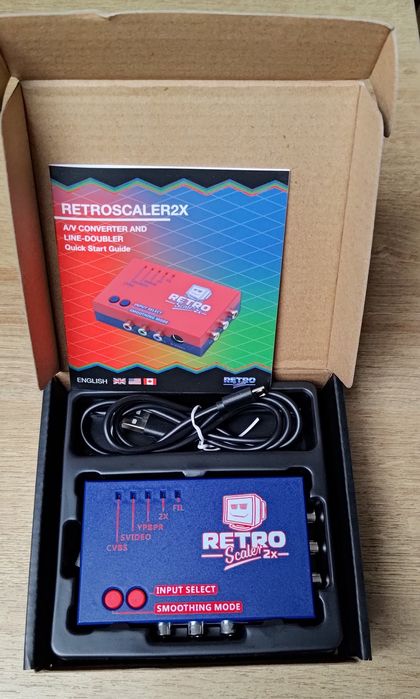 RETROSCALER2X
A/V CONVERTER AND
LINE-DOUBLER
Quick Start Guide
RETRO
Scaler 2x
INPUT SELECT
SMOOTHING MODE
ENGLISH
RETRO
FIL
2X
YPBPR
SVIDEO
CVBS
RETRO
Scaler 2x
INPUT SELECT
SMOOTHING MODE